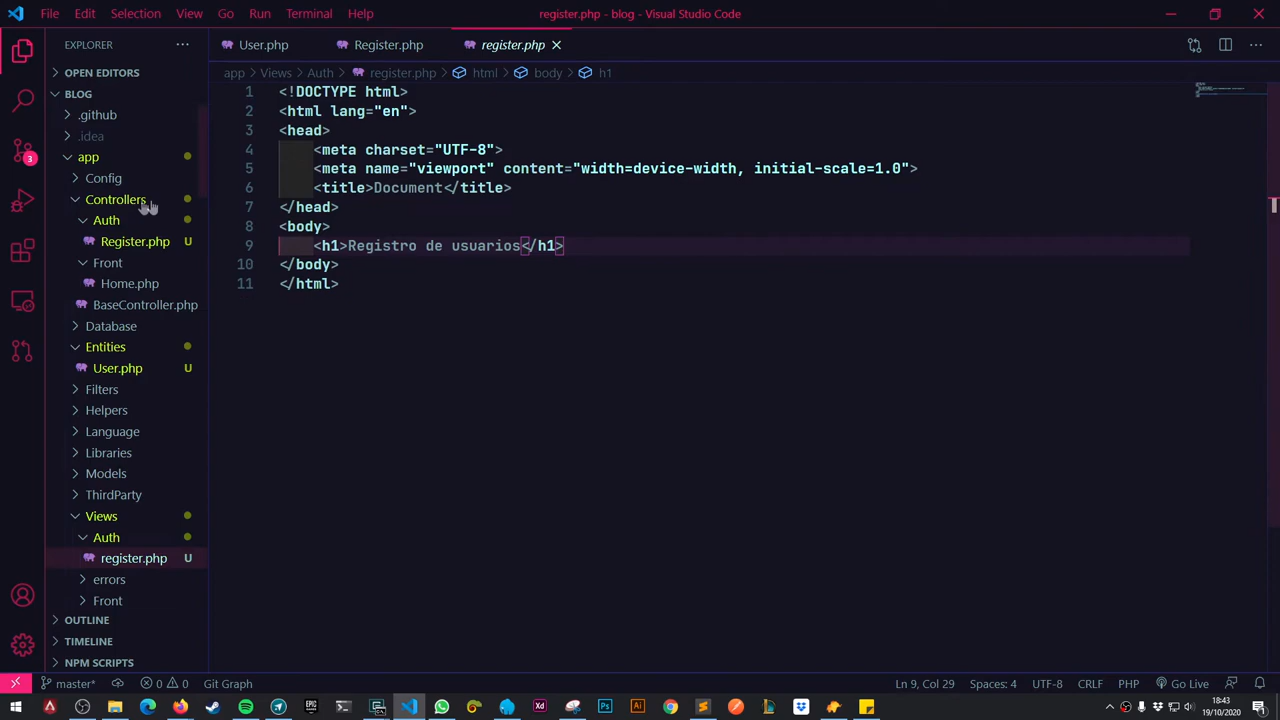 File Edit Selection View Go Run Terminal Help
register.php - blog - Visual Studio Code
EXPLORER
OPEN EDITORS
BLOG
.github
.idea
app
Config
Controllers
Auth
Register.php U
Front
Home.php
BaseController.php
Database
Entities
User.php U
Filters
Helpers
Language
Libraries
Models
ThirdParty
Views
Auth
register.php U
errors
Front
OUTLINE
TIMELINE
NPM SCRIPTS
3
User.php Register.php register.php
app > Views > Auth > register.php > html > body > h1
1 <!DOCTYPE html>
2 <html lang="en">
3 <head>
4 <meta charset="UTF-8">
5 <meta name="viewport" content="width=device-width, initial-scale=1.0">
6 <title>Document</title>
7 </head>
8 <body>
9 <h1>Registro de usuarios</h1>
10 </body>
11 </html>
master* 0 0 Git Graph
Ln 9, Col 29 Spaces: 4 UTF-8 CRLF PHP Go Live
18:43
19/10/2020